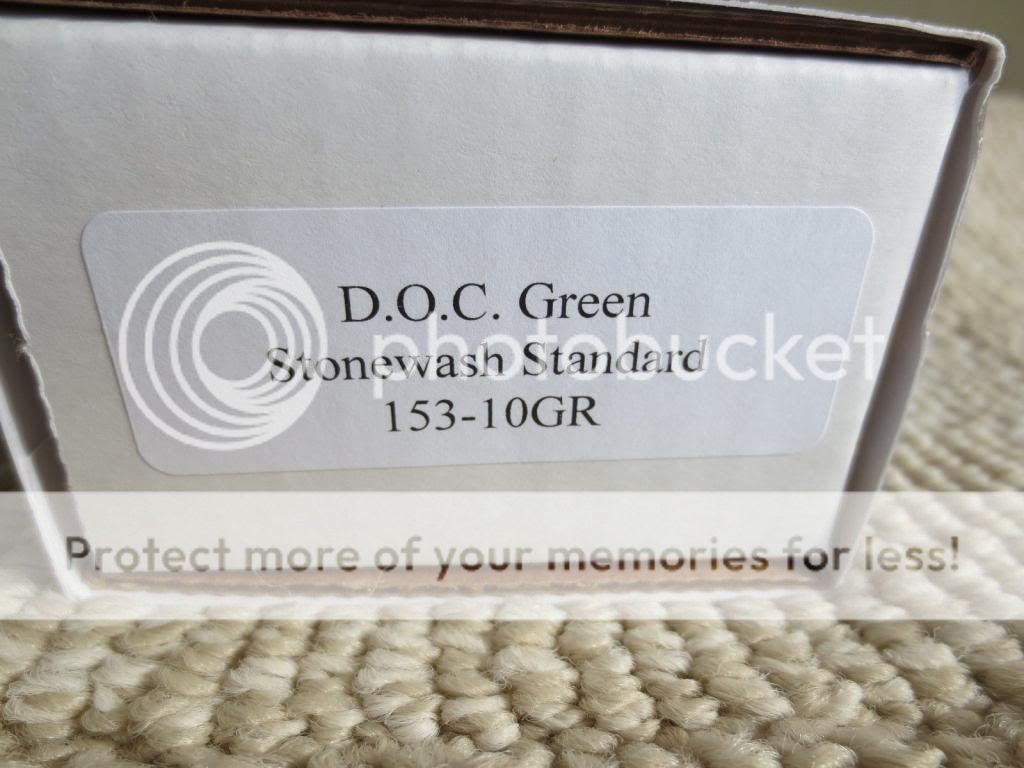 D.O.C. Green
photobucket
Stonewash Standard
153-10GR
Protect more of your memories for less!